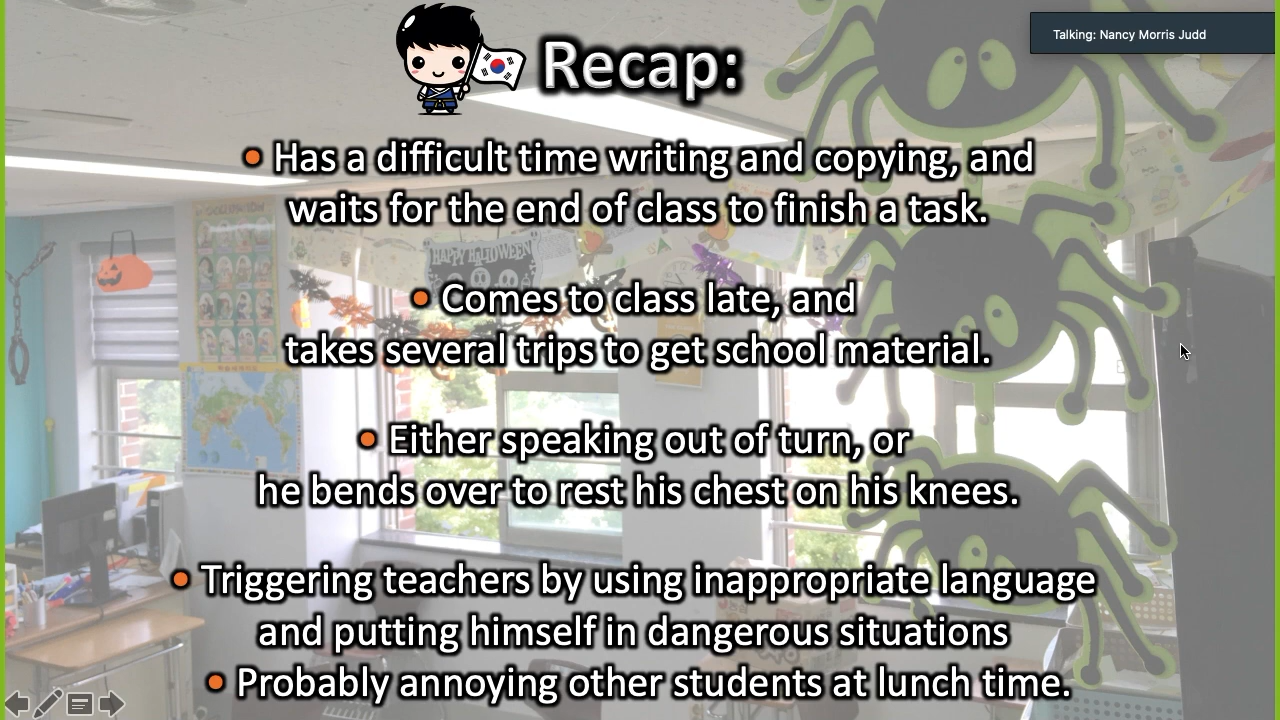 Talking: Nancy Morris Judd
Recap:
• Has a difficult time writing and copying, and
waits for the end of class to finish a task.
HAPPY HALLOWEEN
• Comes to class late, and
takes several trips to get school material.
• Either speaking out of turn, or
he bends over to rest his chest on his knees.
• Triggering teachers by using inappropriate language
and putting himself in dangerous situations
• Probably annoying other students at lunch time.